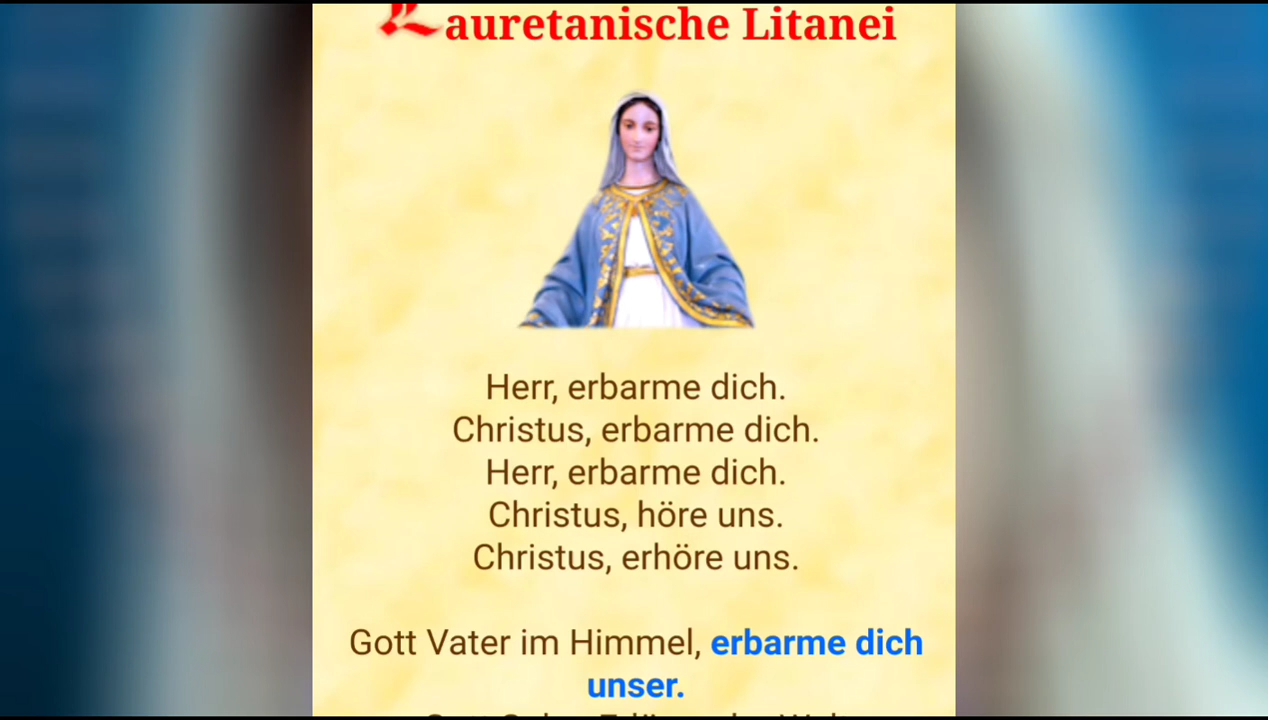 Lauretanische Litanei
Herr, erbarme dich.
Christus, erbarme dich.
Herr, erbarme dich.
Christus, höre uns.
Christus, erhöre uns.
Gott Vater im Himmel, erbarme dich
unser.